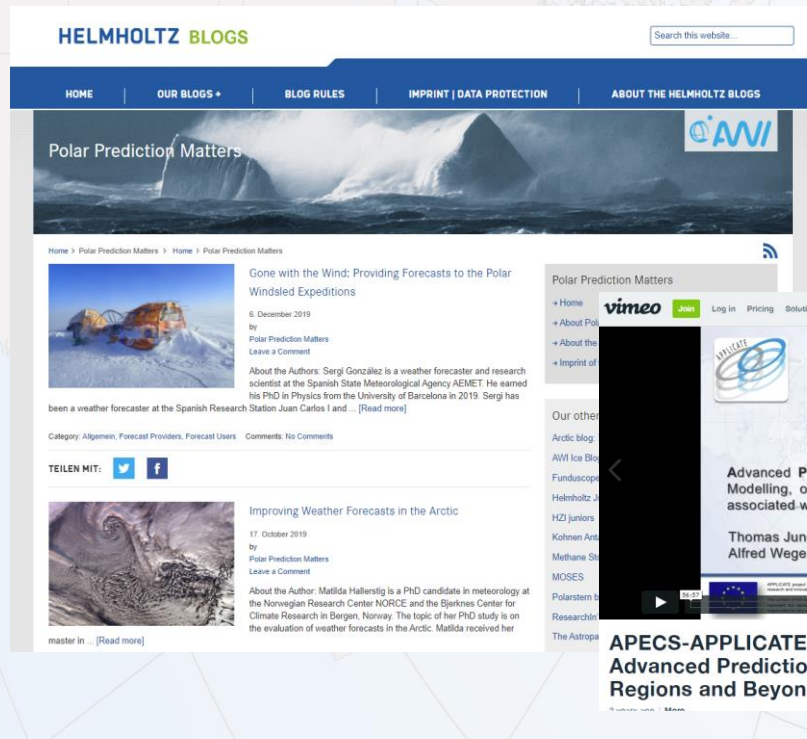 HELMHOLTZ BLOGS
Search this website...
HOME
OUR BLOGS +
BLOG RULES
IMPRINT | DATA PROTECTION
ABOUT THE HELMHOLTZ BLOGS
Polar Prediction Matters
AWI
Home > Polar Prediction Matters > Home > Polar Prediction Matters
Gone with the Wind: Providing Forecasts to the Polar
Windsled Expeditions
6. December 2019
by
Polar Prediction Matters
Leave a Comment
About the Authors: Sergi González is a weather forecaster and research
scientist at the Spanish State Meteorological Agency AEMET. He earned
his PhD in Physics from the University of Barcelona in 2019. Sergi has
been a weather forecaster at the Spanish Research Station Juan Carlos I and ... [Read more]
Category: Allgemein, Forecast Providers, Forecast Users Comments: No Comments
TEILEN MIT:
Improving Weather Forecasts in the Arctic
17. October 2019
by
Polar Prediction Matters
Leave a Comment
About the Author: Matilda Hallerstig is a PhD candidate in meteorology at
the Norwegian Research Center NORCE and the Bjerknes Center for
Climate Research in Bergen, Norway. The topic of her PhD study is on
the evaluation of weather forecasts in the Arctic. Matilda received her
master in ... [Read more]
Polar Prediction Matters
Home
About Pol
About the
Imprint of
Our other
Arctic blog:
AWI Ice Blo
Funduscope
Helmholtz J
HZI juniors
Kohnen Ant
Methane St
MOSES
Polarstern b
ResearchIn
The Astropa
vimeo
Join
Log in
Pricing
Soluti
APPLICATE
Advanced P
Modelling, o
associated w
Thomas Jun
Alfred Wege
56:57
APPLICATE project
APECS-APPLICATE
Advanced Predictio
Regions and Beyon
2 years ago More